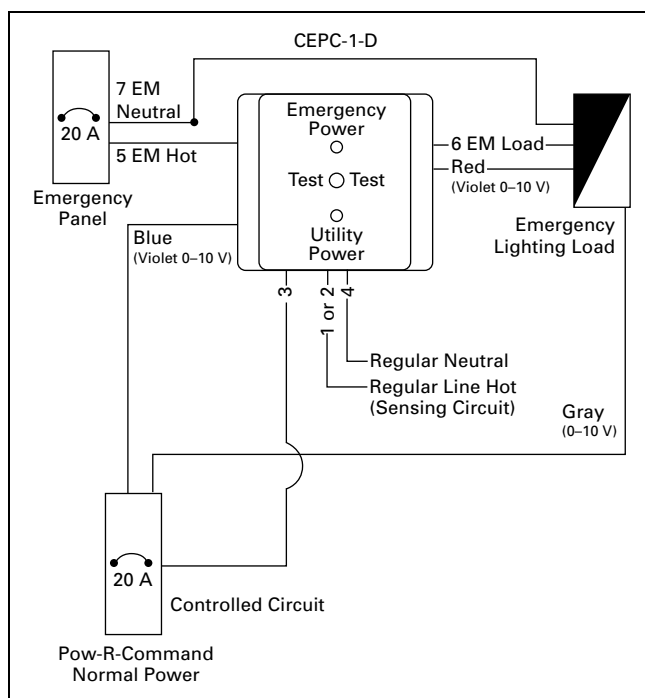 CEPC-1-D
7 EM
Neutral
20 A
5 EM Hot
Emergency
Panel
Emergency
Power
Test Test
Utility
Power
6 EM Load
Red
(Violet 0–10 V)
Emergency
Lighting Load
Blue
(Violet 0–10 V)
3
1 or 2
4
Regular Neutral
Regular Line Hot
(Sensing Circuit)
Gray
(0–10 V)
20 A
Controlled Circuit
Pow-R-Command
Normal Power